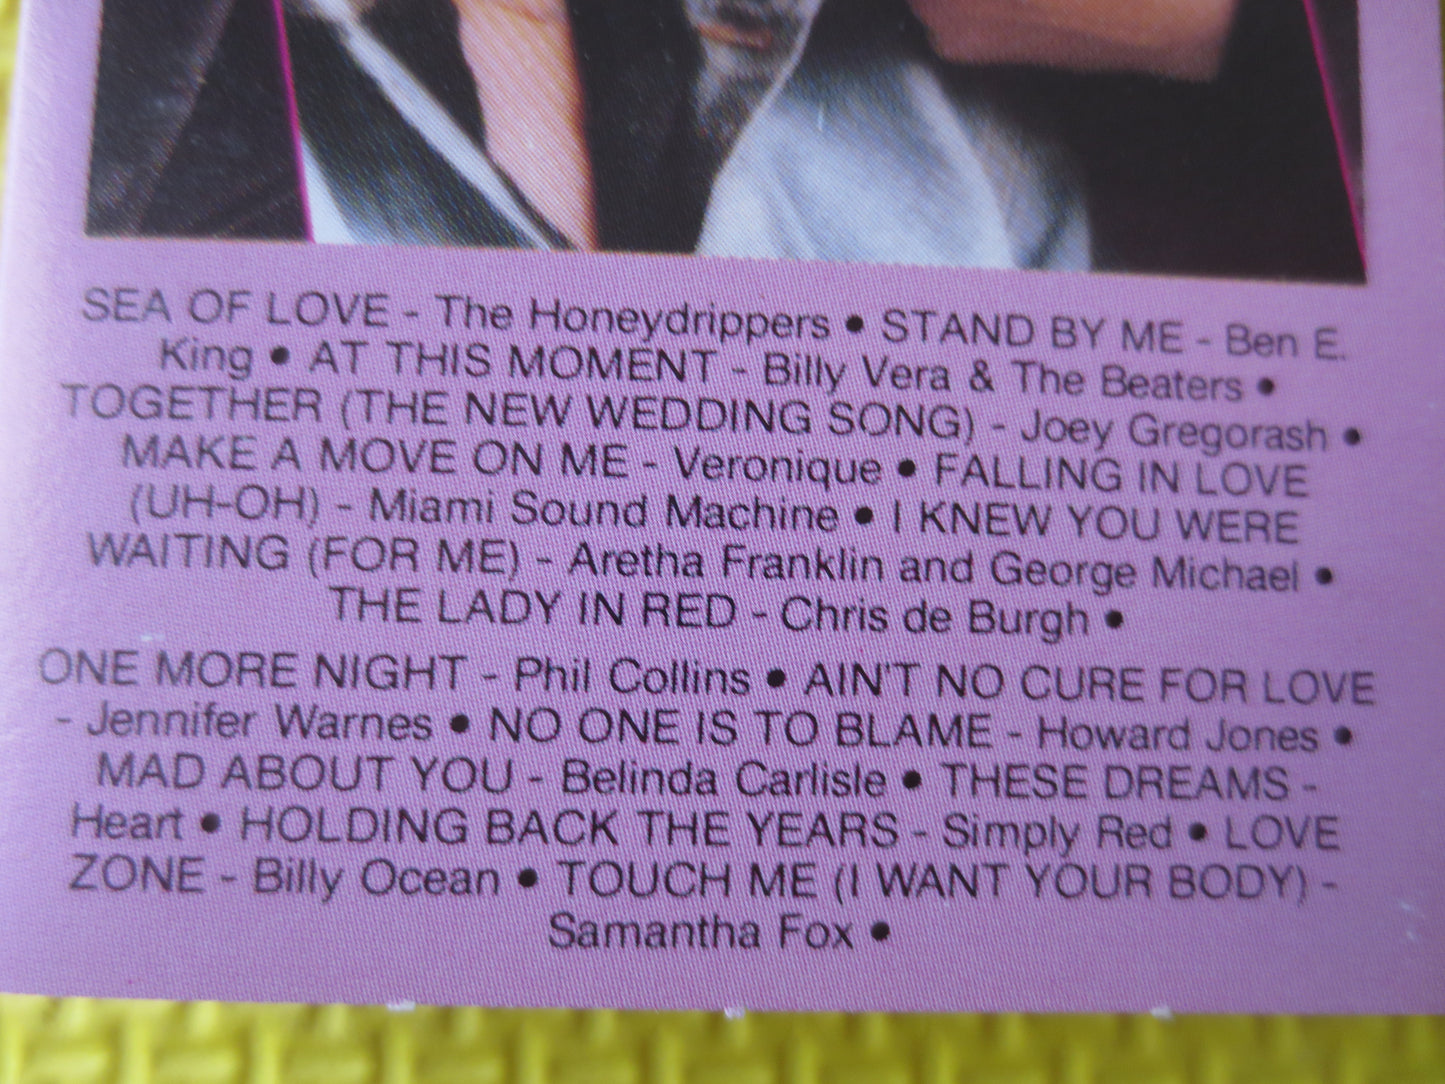 SEA OF LOVE - The Honeydrippers • STAND BY ME - Ben E.
King • AT THIS MOMENT - Billy Vera & The Beaters •
TOGETHER (THE NEW WEDDING SONG) - Joey Gregorash •
MAKE A MOVE ON ME - Veronique • FALLING IN LOVE
(UH-OH) - Miami Sound Machine • I KNEW YOU WERE
WAITING (FOR ME) - Aretha Franklin and George Michael •
THE LADY IN RED - Chris de Burgh •
ONE MORE NIGHT - Phil Collins • AIN'T NO CURE FOR LOVE
- Jennifer Warnes • NO ONE IS TO BLAME - Howard Jones •
MAD ABOUT YOU - Belinda Carlisle • THESE DREAMS -
Heart • HOLDING BACK THE YEARS - Simply Red • LOVE
ZONE - Billy Ocean • TOUCH ME (I WANT YOUR BODY) -
Samantha Fox •